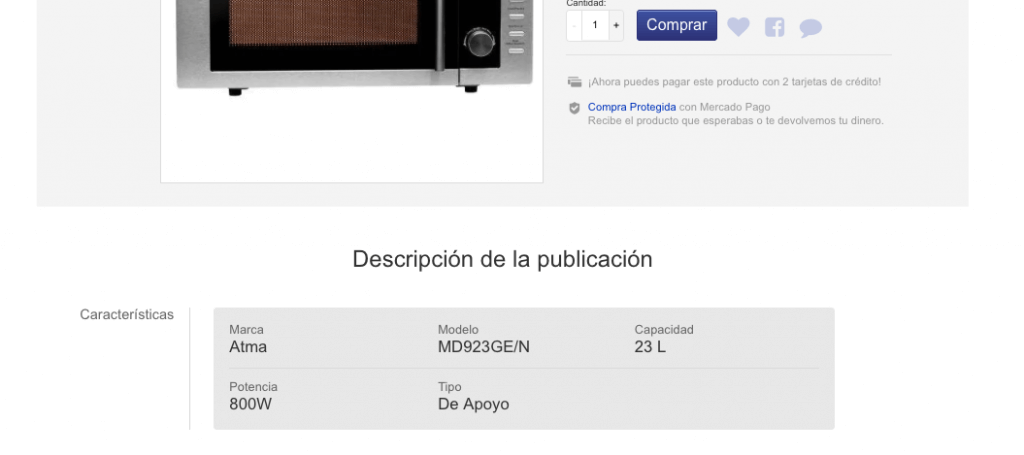 Cantidad:
- 1 +
Comprar
¡Ahora puedes pagar este producto con 2 tarjetas de crédito!
Compra Protegida con Mercado Pago
Recibe el producto que esperabas o te devolvemos tu dinero.
Descripción de la publicación
Características
Marca Modelo Capacidad
Atma MD923GE/N 23 L
Potencia Tipo
800W De Apoyo